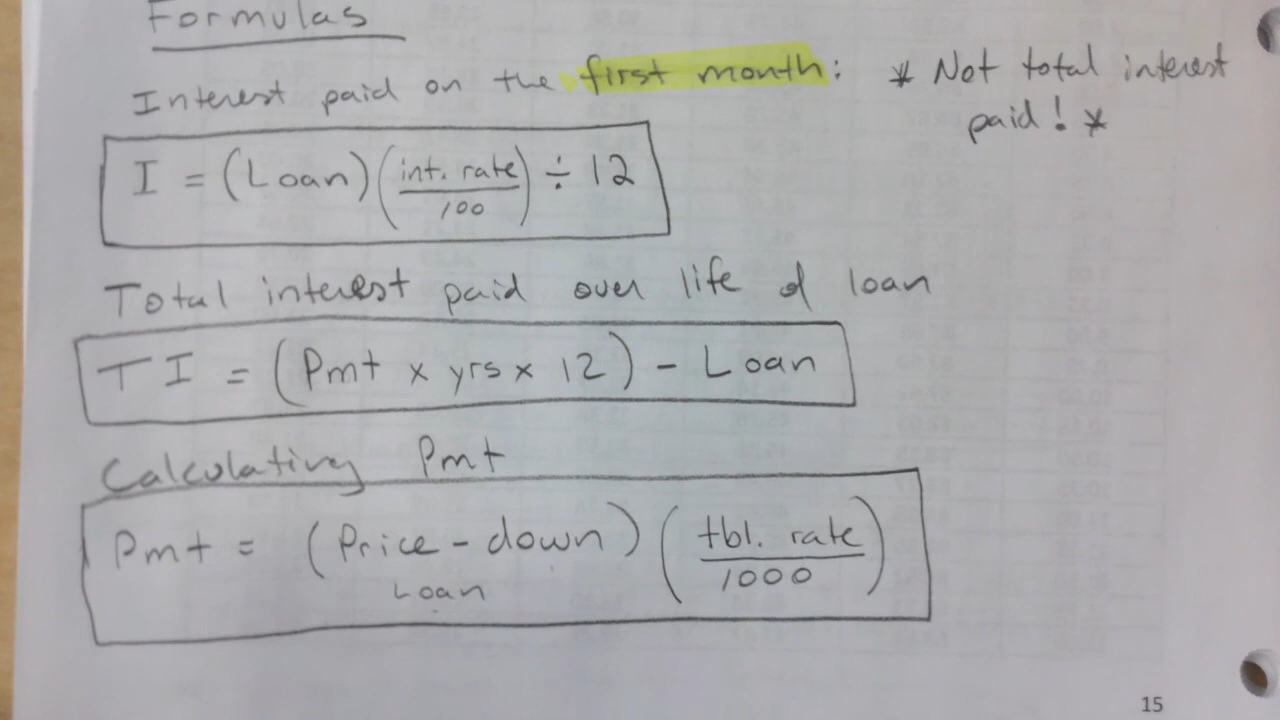 Formulas
Interest paid on the first month: * Not total interest
paid! *
I = (Loan)(int. rate/100) ÷ 12
Total interest paid over life of loan
TI = (Pmt x yrs x 12) - Loan
Calculating Pmt
Pmt = (Price - down)(tbl. rate/1000)
Loan
15